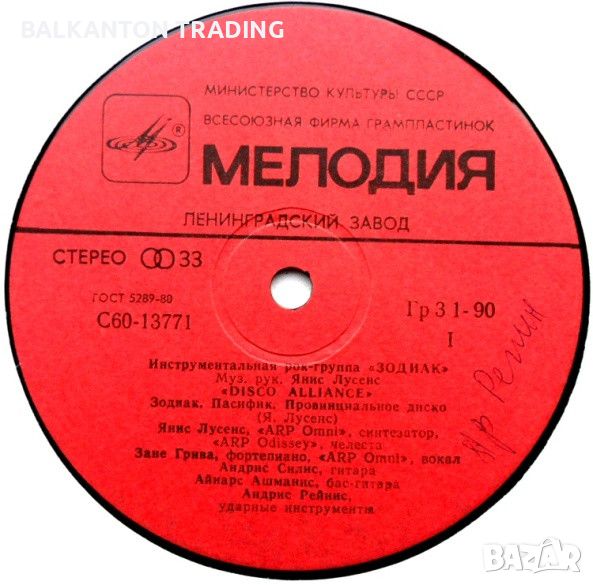 BALKANTON TRADING
МИНИСТЕРСТВО КУЛЬТУРЫ СССР
ВСЕСОЮЗНАЯ ФИРМА ГРАМПЛАСТИНОК
®
МЕЛОДИЯ
ЛЕНИНГРАДСКИЙ ЗАВОД
СТЕРЕО 33
ГОСТ 5289-80
С60-13771
Гр 3 1-90
I
Инструментальная рок-группа «ЗОДИАК»
Муз. рук. Янис Лусенс
«DISCO ALLIANCE»
Зодиак, Пасифик, Провинциальное диско
(Я. Лусенс)
Янис Лусенс, «ARP Omni», синтезатор,
«ARP Odissey», челеста
Зане Грива, фортепиано, «ARP Omni», вокал
Андрис Силис, гитара
Айнарс Ашманис, бас-гитара
Андрис Рейнис,
ударные инструменты
BAZAR